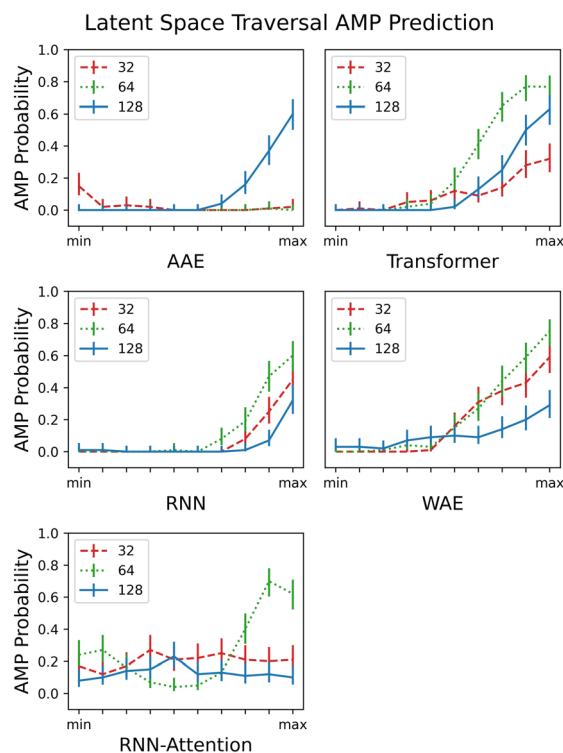 Latent Space Traversal AMP Prediction
AMP Probability
1.0
0.8
0.6
0.4
0.2
0.0
32
64
128
min
max
AAE
32
64
128
min
max
Transformer
AMP Probability
1.0
0.8
0.6
0.4
0.2
0.0
32
64
128
min
max
RNN
32
64
128
min
max
WAE
AMP Probability
1.0
0.8
0.6
0.4
0.2
0.0
32
64
128
min
max
RNN-Attention